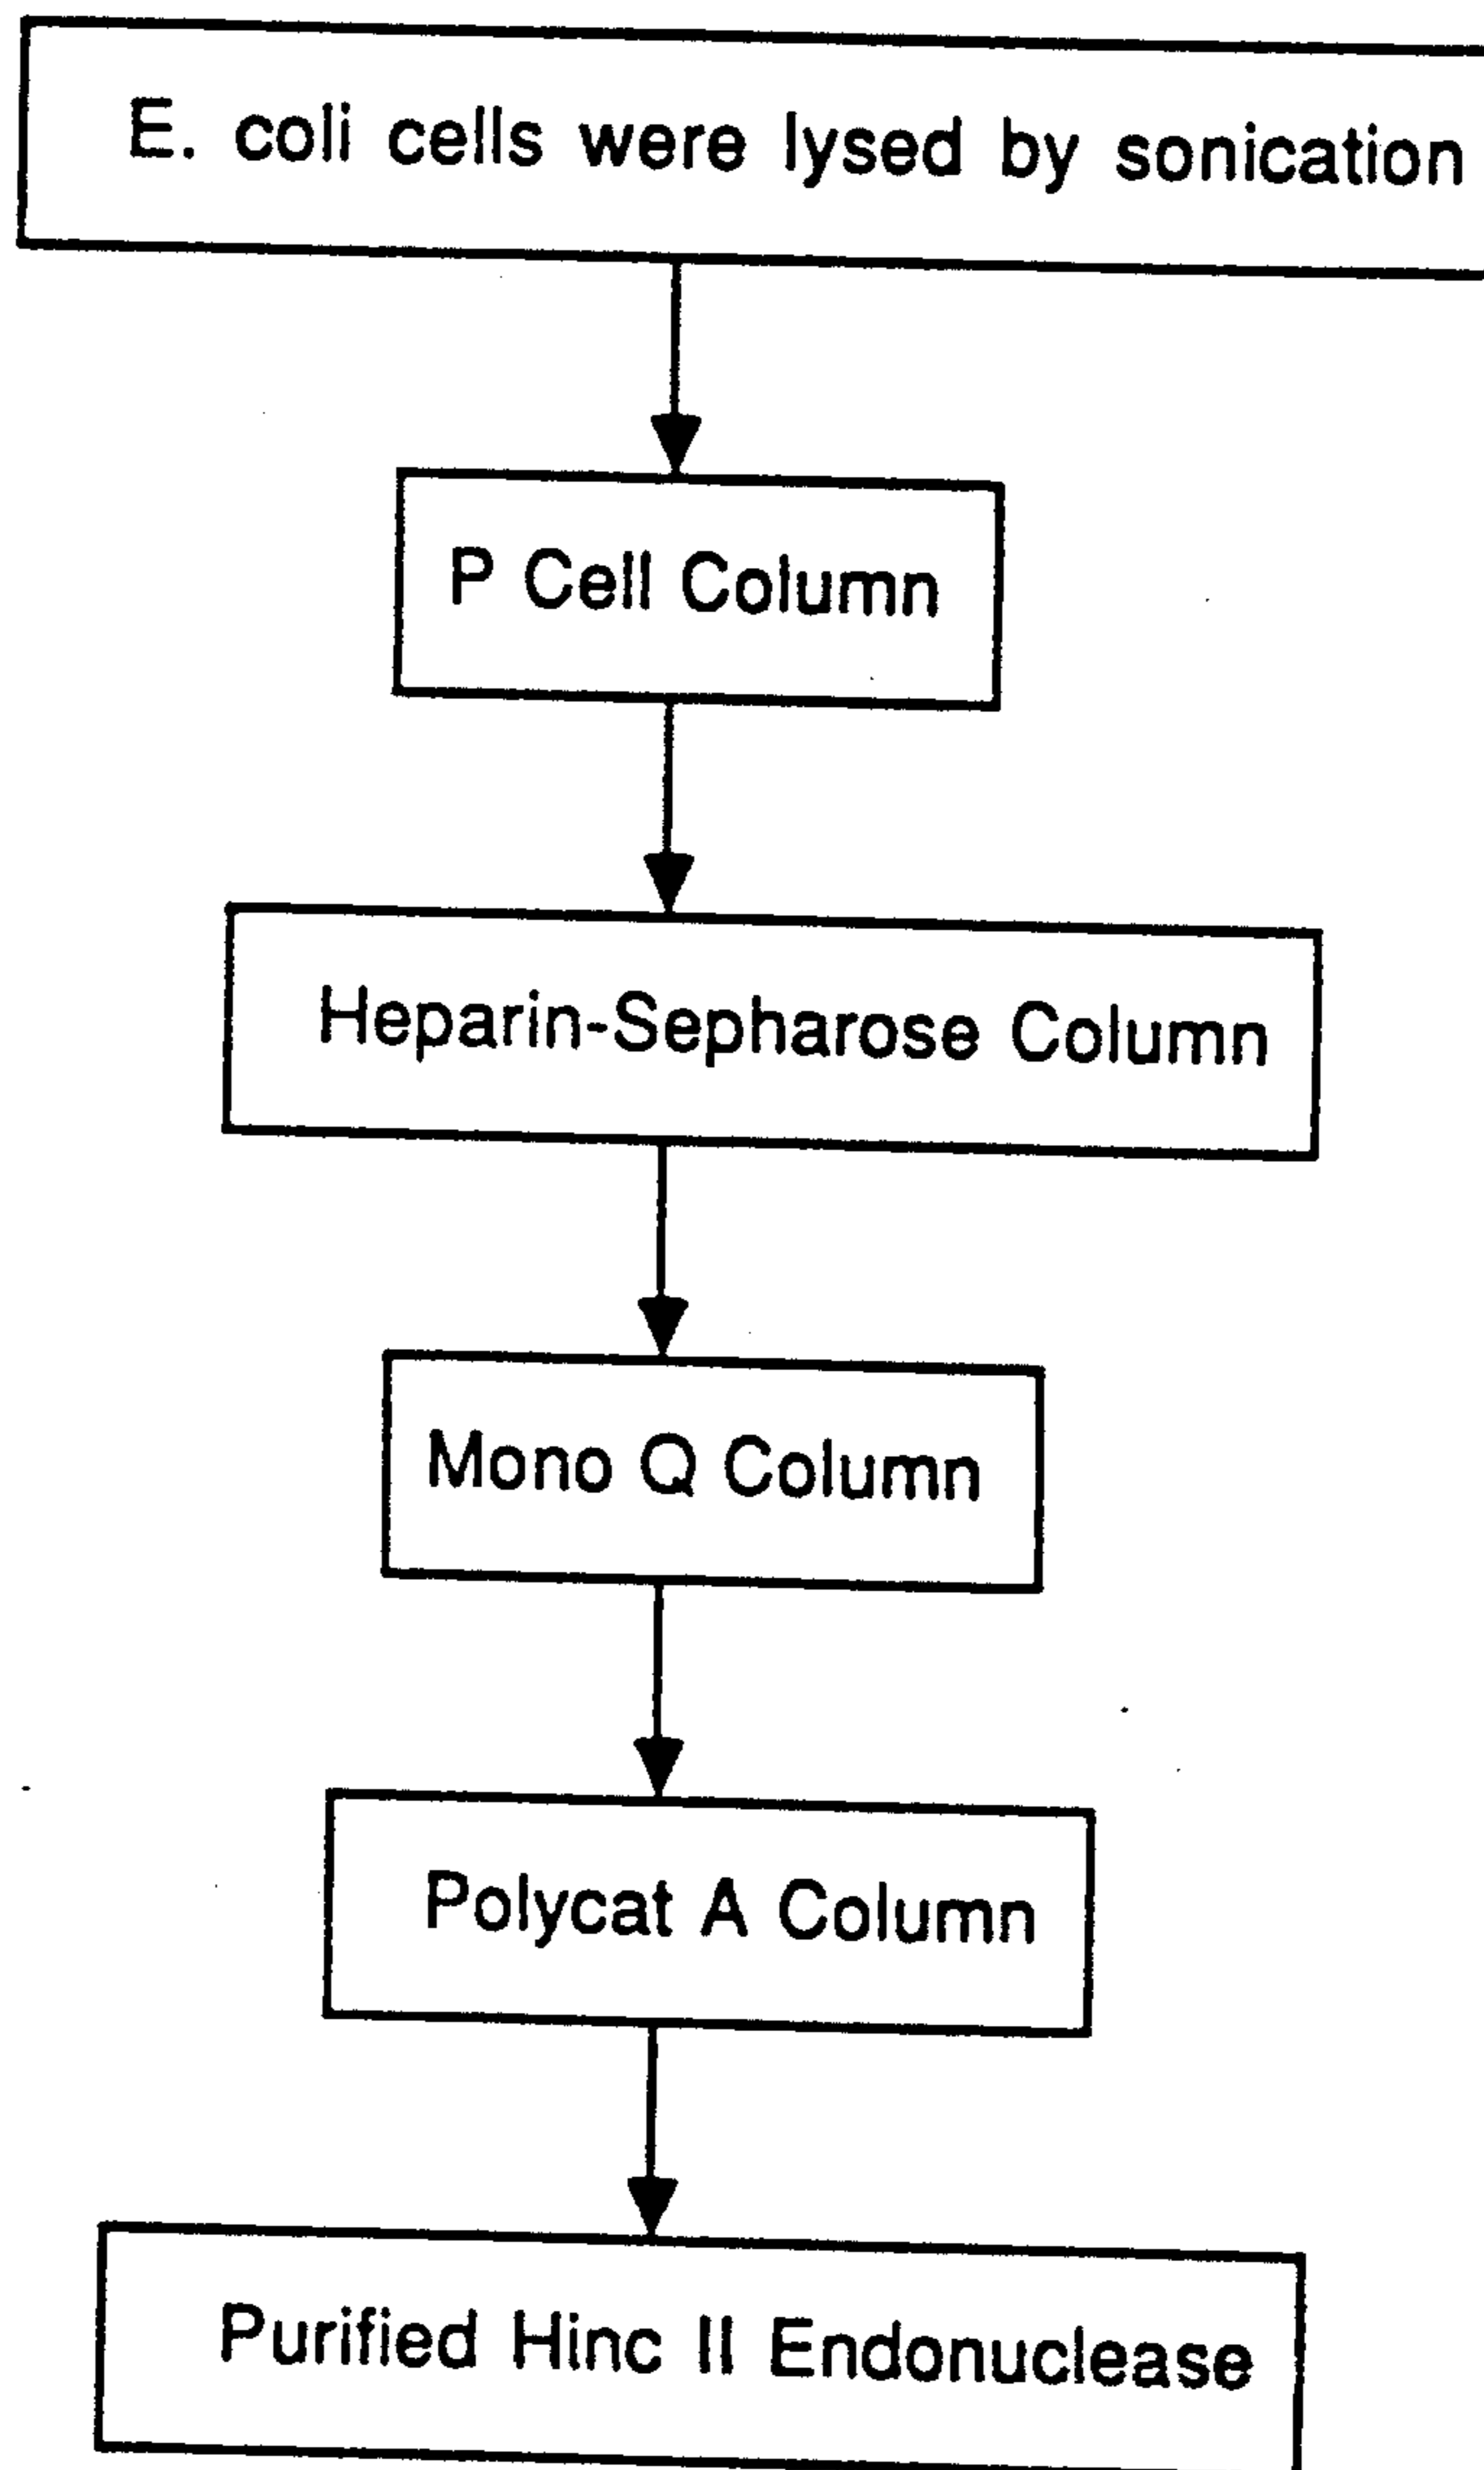 E. coli cells were lysed by sonication
P Cell Column
Heparin-Sepharose Column
Mono Q Column
Polycat A Column
Purified Hinc II Endonuclease